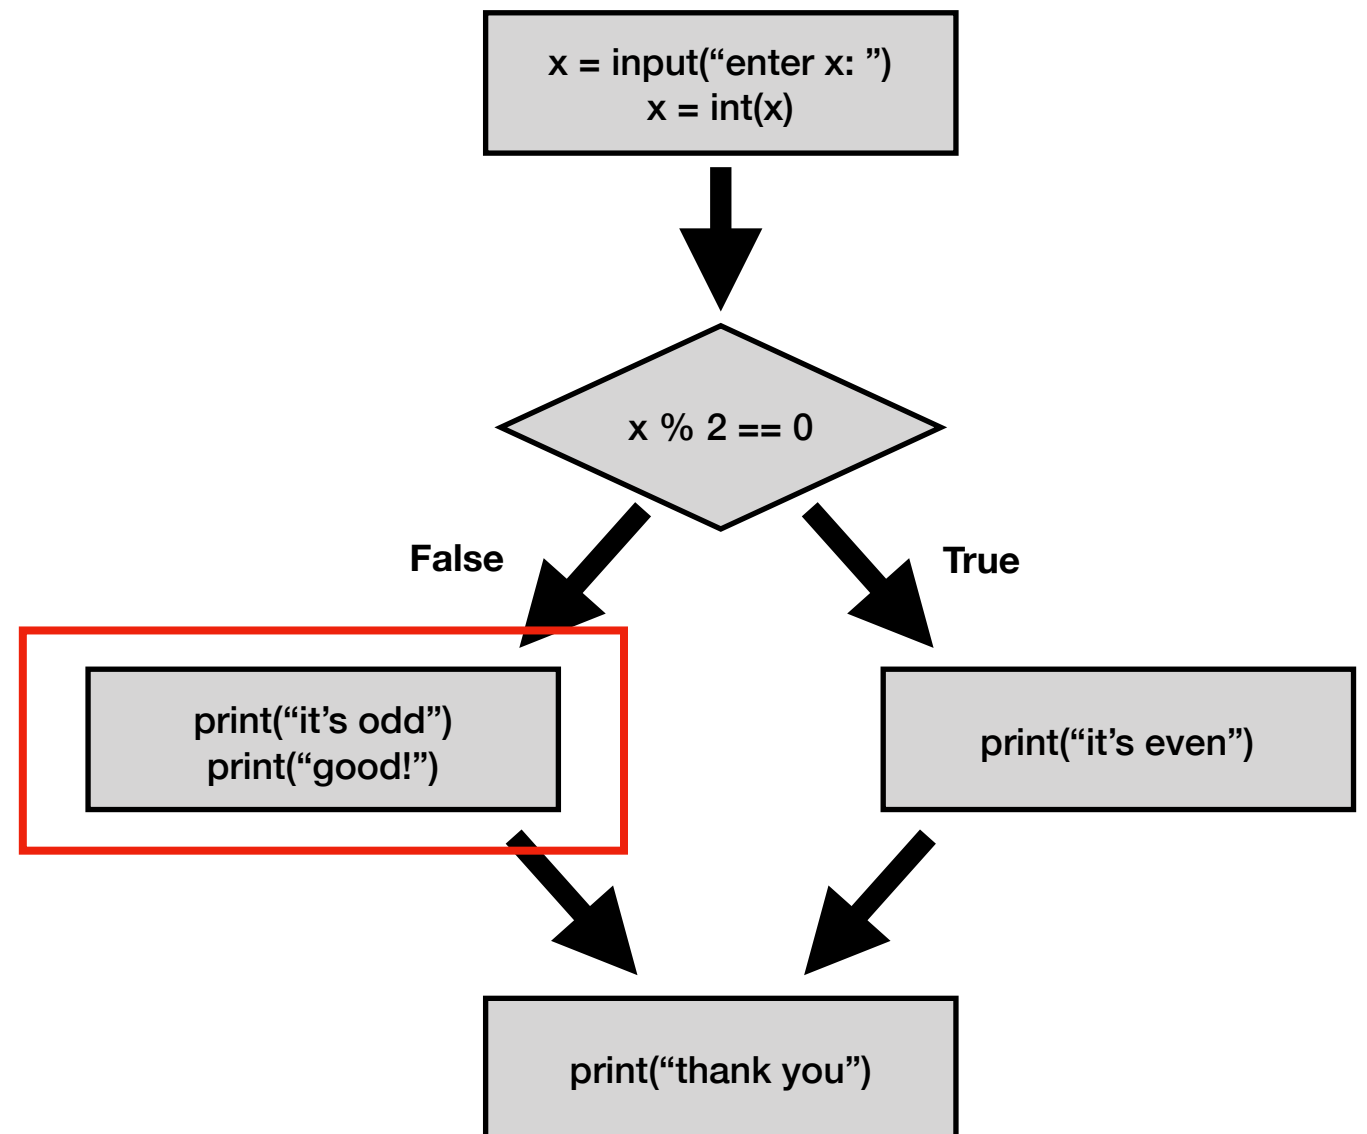 x = input(“enter x: ”)
x = int(x)
x % 2 == 0
False
True
print(“it’s odd”)
print(“good!”)
print(“it’s even”)
print(“thank you”)